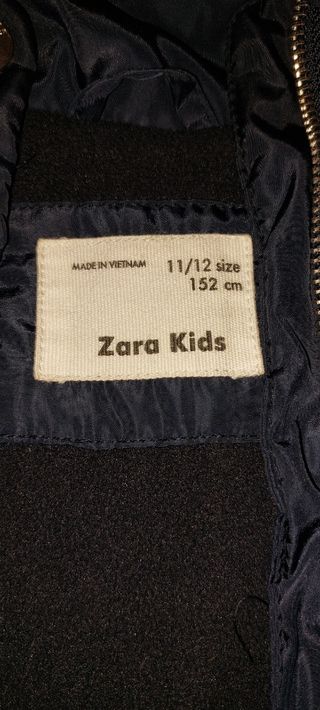 MADE IN VIETNAM 11/12 size
152 cm
Zara Kids